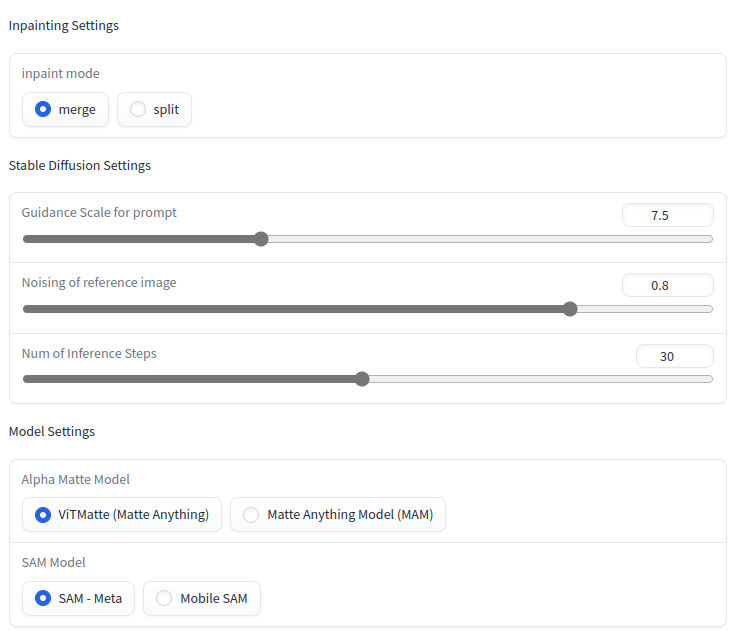 Inpainting Settings
inpaint mode
merge split
Stable Diffusion Settings
Guidance Scale for prompt 7.5
Noising of reference image 0.8
Num of Inference Steps 30
Model Settings
Alpha Matte Model
ViTMatte (Matte Anything) Matte Anything Model (MAM)
SAM Model
SAM - Meta Mobile SAM